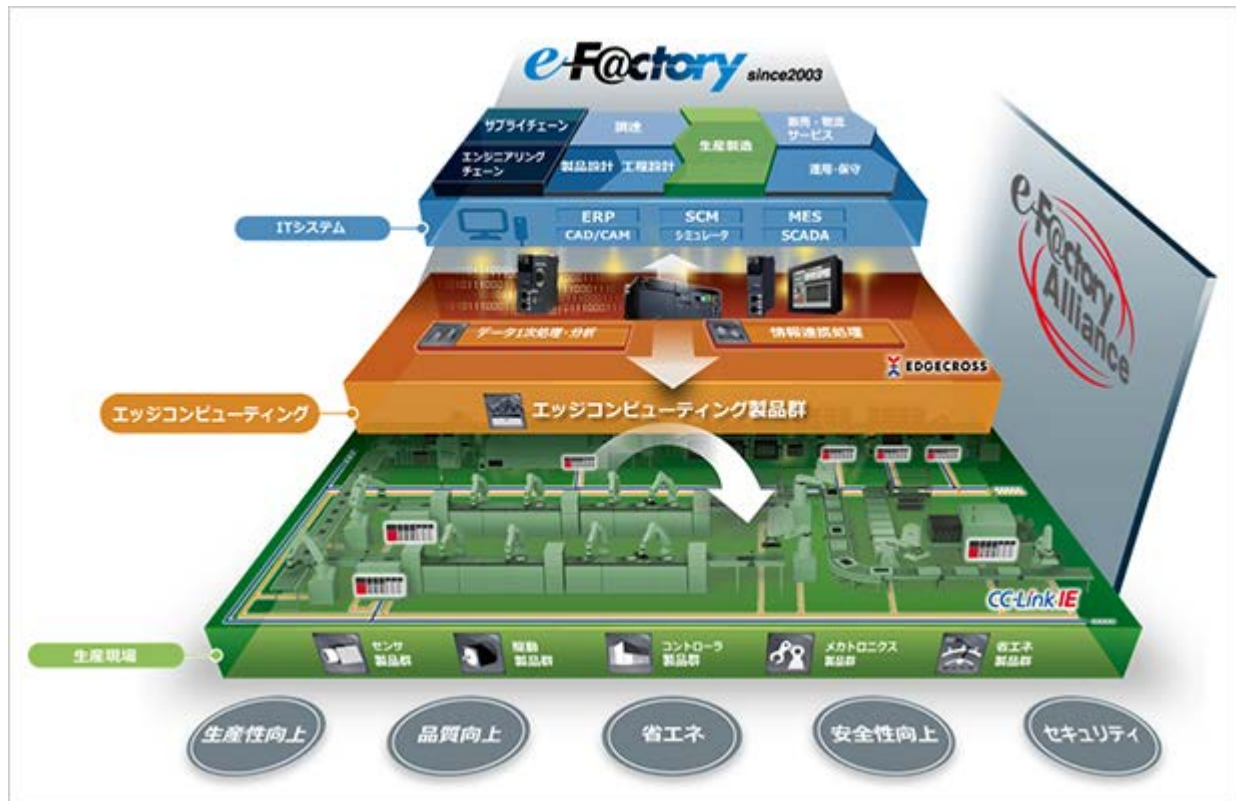 e-F@ctory since2003
サプライチェーン
調達
生産製造
販売・物流
サービス
エンジニアリング
チェーン
製品設計
工程設計
運用・保守
ITシステム
ERP
SCM
MES
CAD/CAM
シミュレータ
SCADA
データ1次処理・分析
情報連携処理
EDGECROSS
エッジコンピューティング
エッジコンピューティング製品群
e-F@ctory
Alliance
CC-Link IE
生産現場
センサ
製品群
駆動
製品群
コントローラ
製品群
メカトロニクス
製品群
省エネ
製品群
生産性向上
品質向上
省エネ
安全性向上
セキュリティ